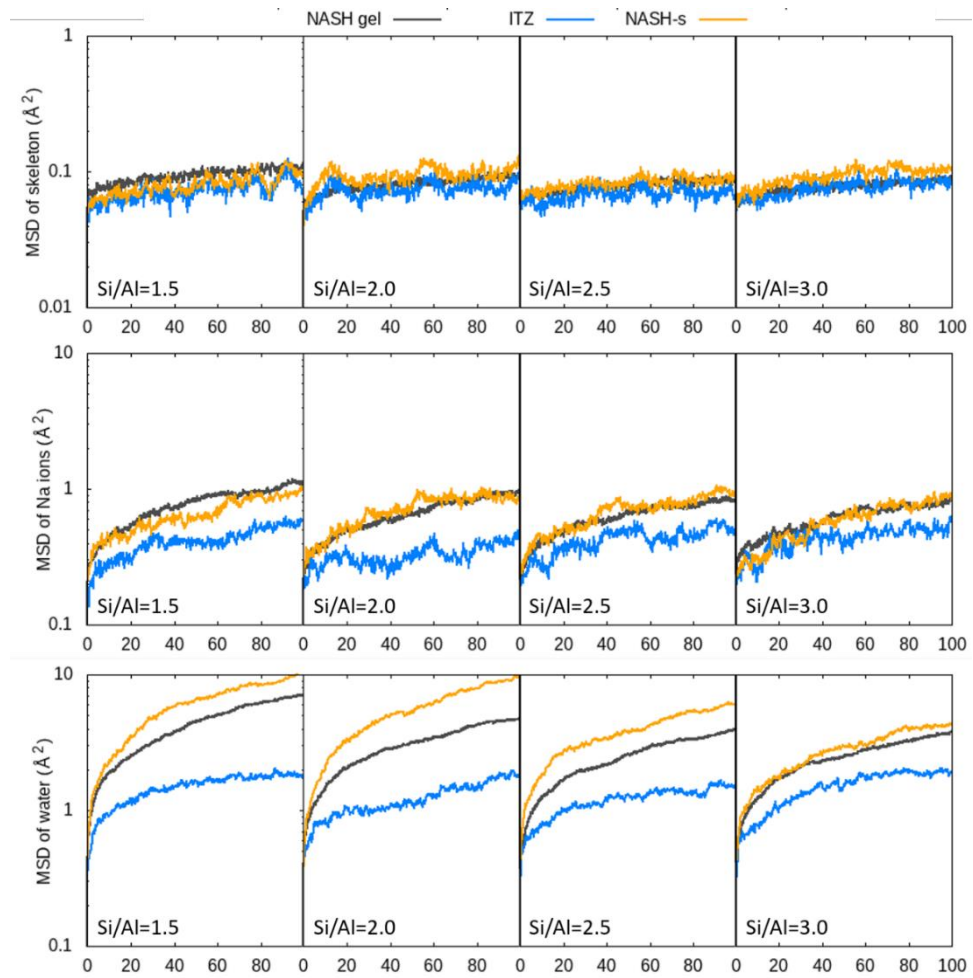 NASH gel ITZ NASH-s
MSD of skeleton (Å²)
1
0.1
0.01
Si/Al=1.5 Si/Al=2.0 Si/Al=2.5 Si/Al=3.0
0 20 40 60 80 0 20 40 60 80 0 20 40 60 80 0 20 40 60 80 100
MSD of Na ions (Å²)
10
1
0.1
Si/Al=1.5 Si/Al=2.0 Si/Al=2.5 Si/Al=3.0
0 20 40 60 80 0 20 40 60 80 0 20 40 60 80 0 20 40 60 80 100
MSD of water (Å²)
10
1
0.1
Si/Al=1.5 Si/Al=2.0 Si/Al=2.5 Si/Al=3.0
0 20 40 60 80 0 20 40 60 80 0 20 40 60 80 0 20 40 60 80 100